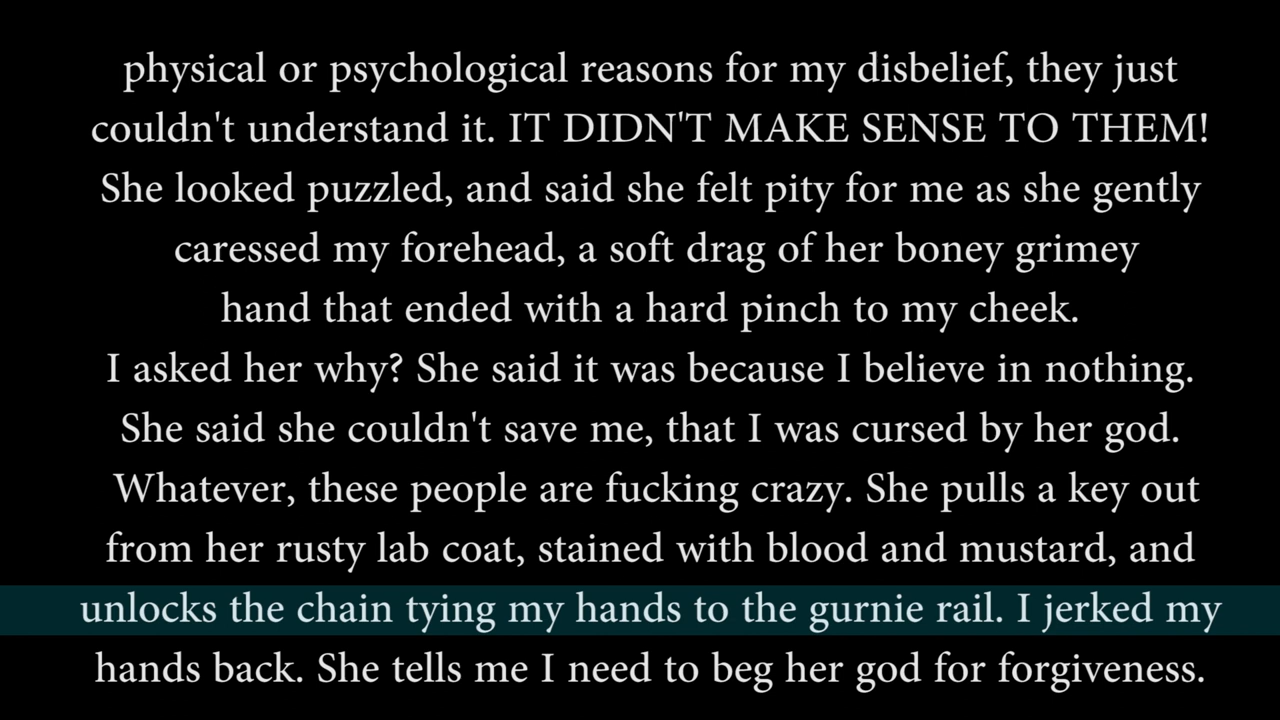 physical or psychological reasons for my disbelief, they just
couldn't understand it. IT DIDN'T MAKE SENSE TO THEM!
She looked puzzled, and said she felt pity for me as she gently
caressed my forehead, a soft drag of her boney grimey
hand that ended with a hard pinch to my cheek.
I asked her why? She said it was because I believe in nothing.
She said she couldn't save me, that I was cursed by her god.
Whatever, these people are fucking crazy. She pulls a key out
from her rusty lab coat, stained with blood and mustard, and
unlocks the chain tying my hands to the gurnie rail. I jerked my
hands back. She tells me I need to beg her god for forgiveness.